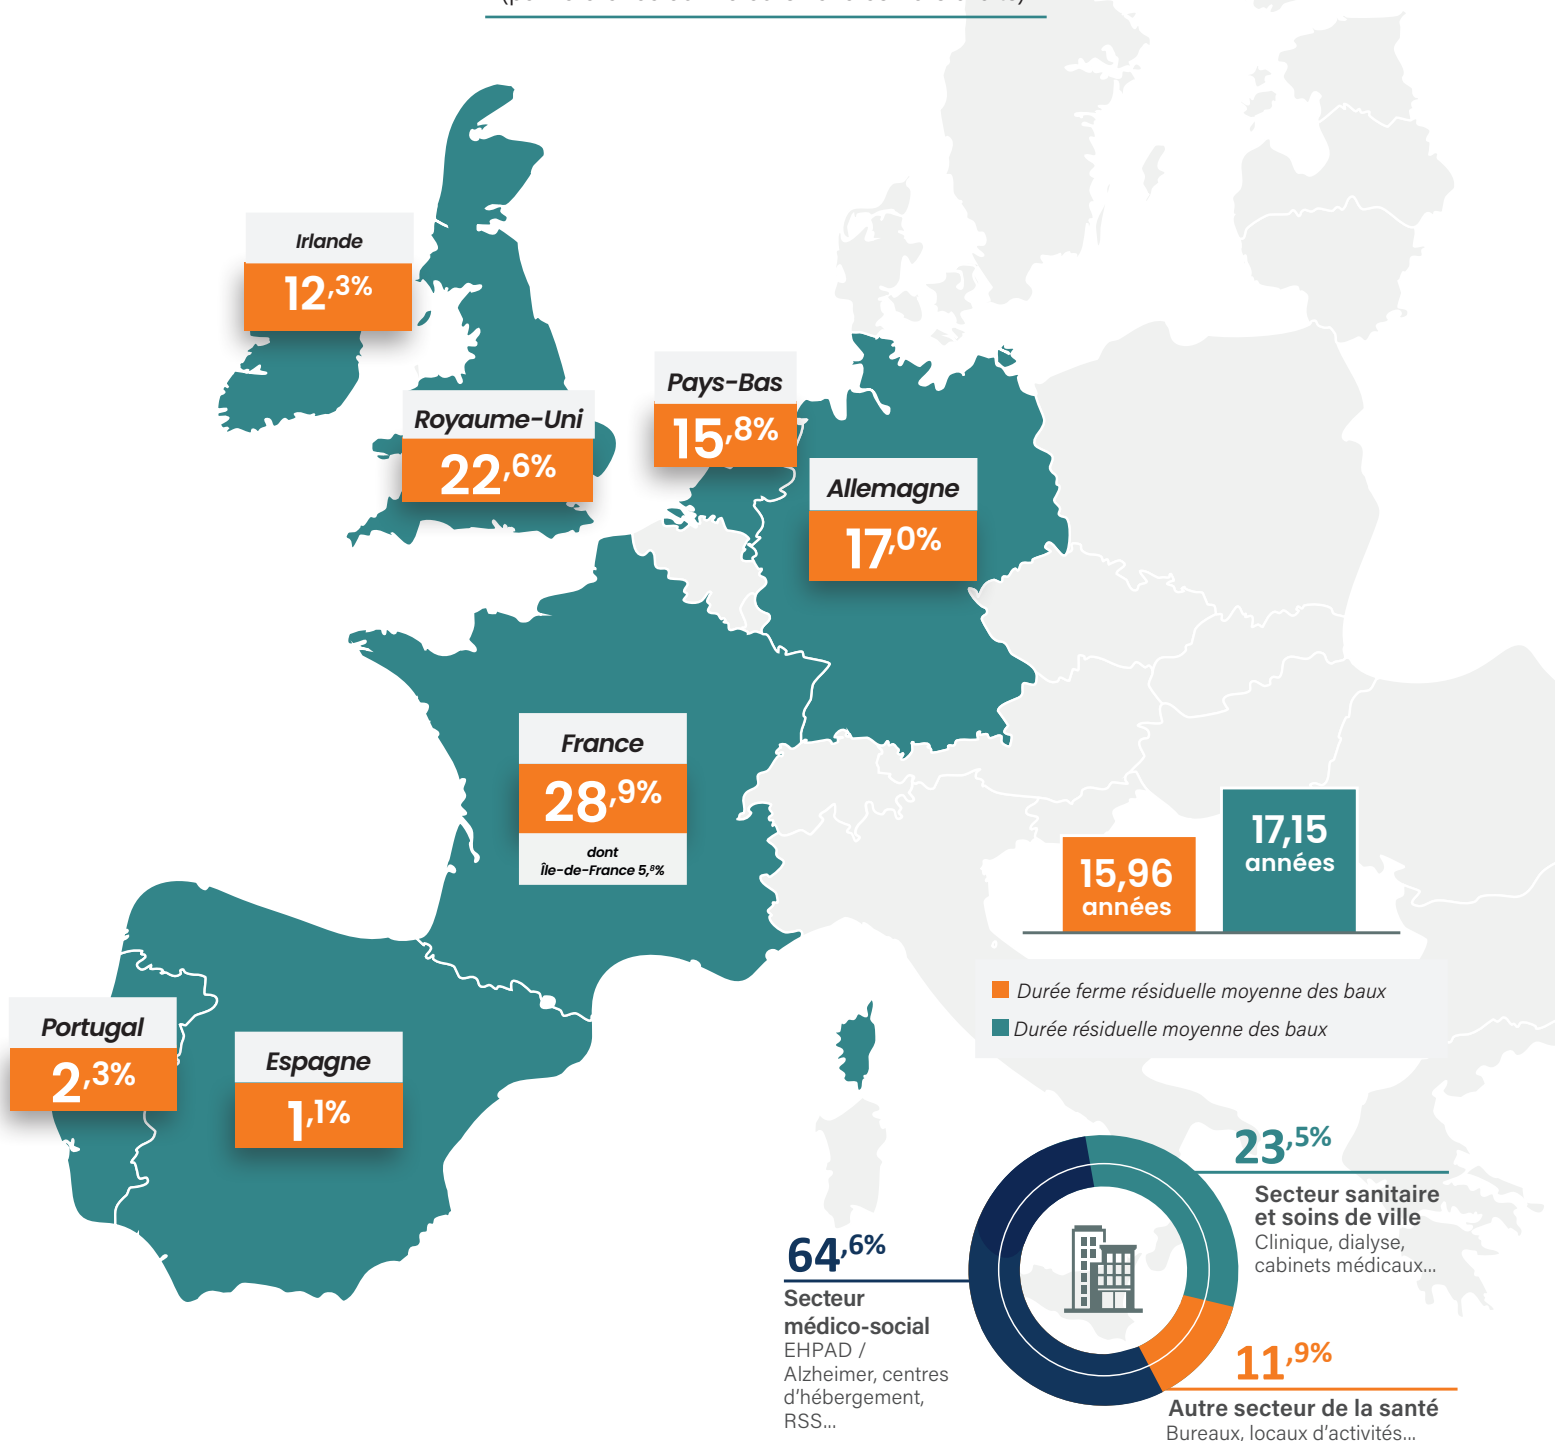 Irlande
12,3%
Royaume-Uni
22,6%
Pays-Bas
15,8%
Allemagne
17,0%
France
28,9%
dont
Île-de-France 5,8%
Portugal
2,3%
Espagne
1,1%
15,96
années
17,15
années
Durée ferme résiduelle moyenne des baux
Durée résiduelle moyenne des baux
23,5%
Secteur sanitaire
et soins de ville
Clinique, dialyse,
cabinets médicaux...
64,6%
Secteur
médico-social
EHPAD /
Alzheimer, centres
d'hébergement,
RSS...
11,9%
Autre secteur de la santé
Bureaux, locaux d'activités...